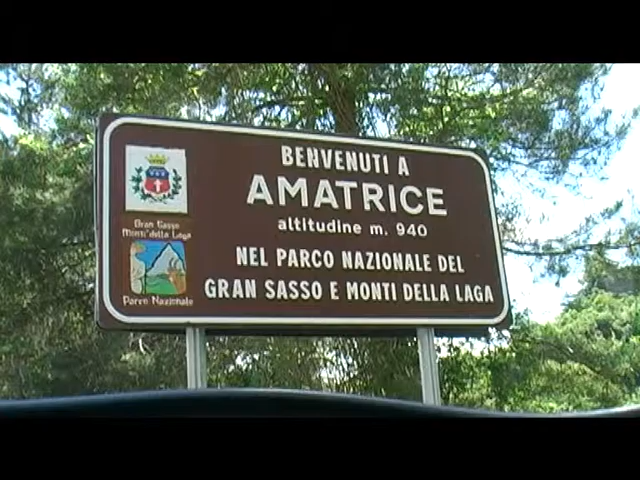 BENVENUTI A
AMATRICE
altitudine m. 940
NEL PARCO NAZIONALE DEL
GRAN SASSO E MONTI DELLA LAGA
Gran Sasso
Monti della Laga
Parco Nazionale